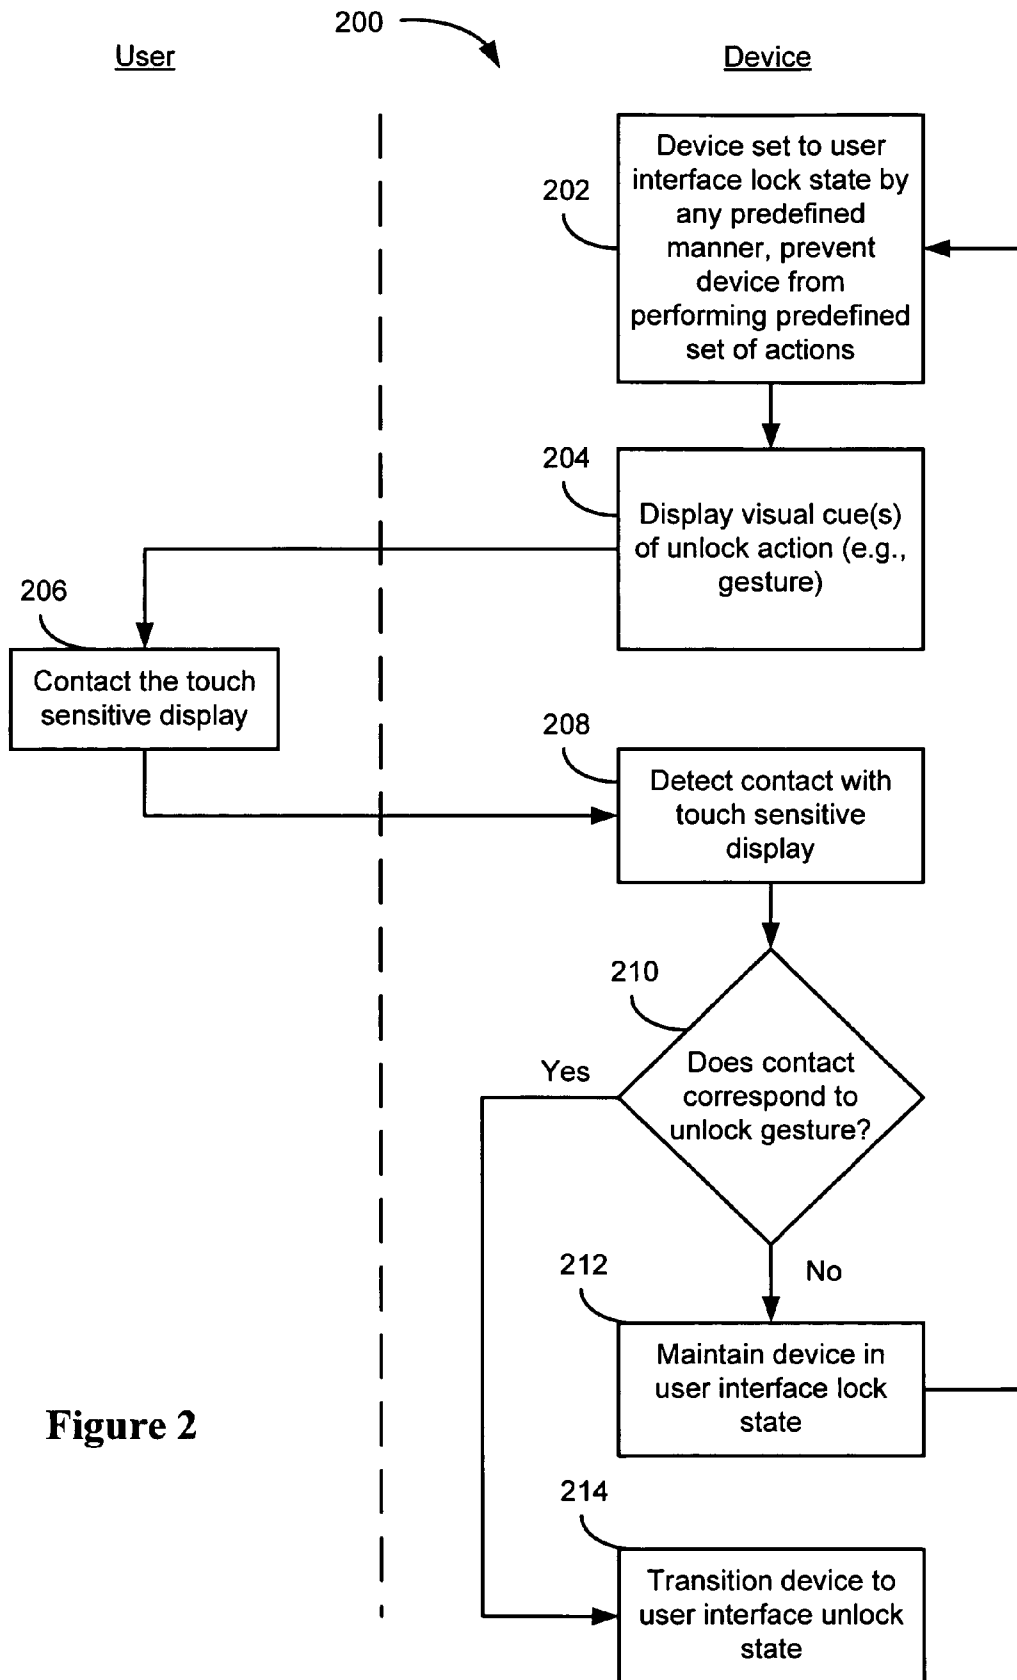 200
User
Device
202
Device set to user
interface lock state by
any predefined
manner, prevent
device from
performing predefined
set of actions
204
Display visual cue(s)
of unlock action (e.g.,
gesture)
206
Contact the touch
sensitive display
208
Detect contact with
touch sensitive
display
210
Does contact
correspond to
unlock gesture?
Yes
No
212
Maintain device in
user interface lock
state
Figure 2
214
Transition device to
user interface unlock
state